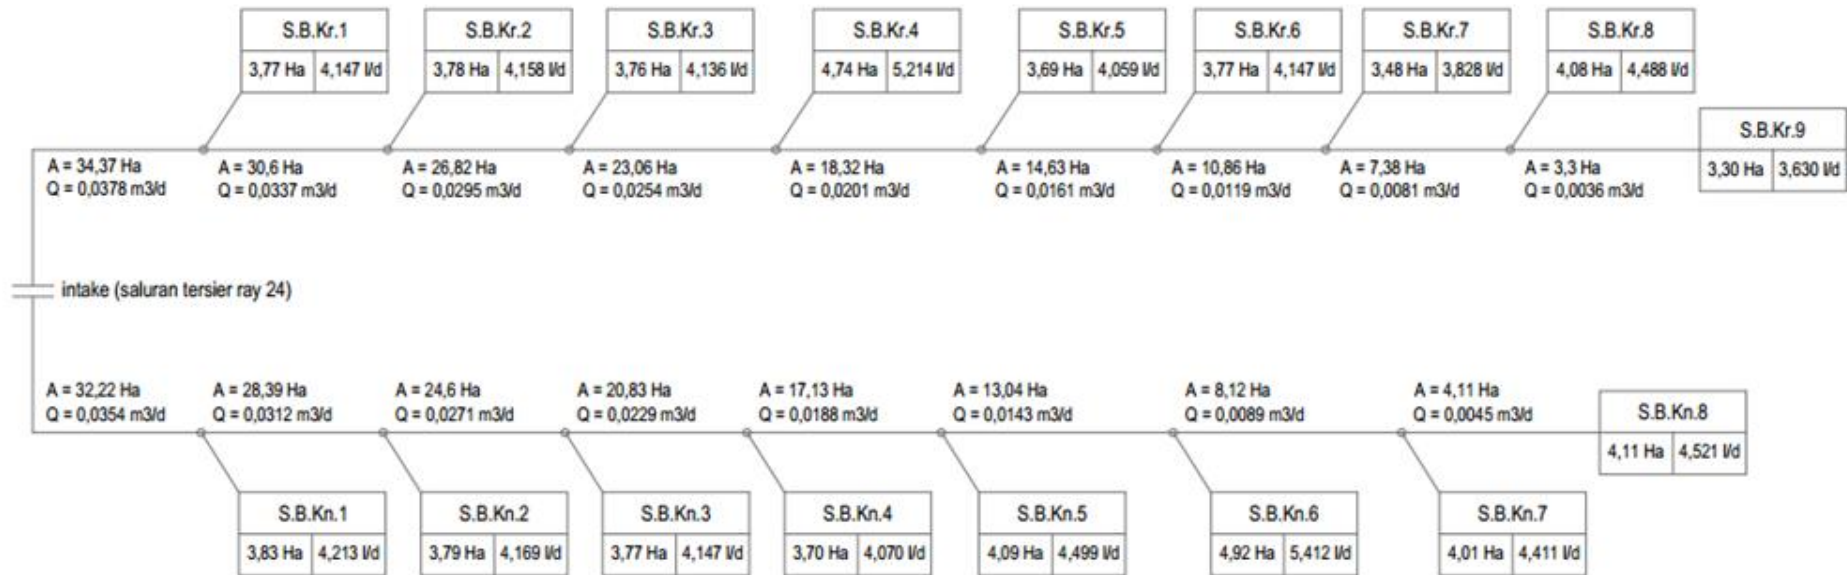 S.B.Kr.1
3,77 Ha 4,147 l/d
S.B.Kr.2
3,78 Ha 4,158 l/d
S.B.Kr.3
3,76 Ha 4,136 l/d
S.B.Kr.4
4,74 Ha 5,214 l/d
S.B.Kr.5
3,69 Ha 4,059 l/d
S.B.Kr.6
3,77 Ha 4,147 l/d
S.B.Kr.7
3,48 Ha 3,828 l/d
S.B.Kr.8
4,08 Ha 4,488 l/d
S.B.Kr.9
3,30 Ha 3,630 l/d
A = 34,37 Ha
Q = 0,0378 m3/d
A = 30,6 Ha
Q = 0,0337 m3/d
A = 26,82 Ha
Q = 0,0295 m3/d
A = 23,06 Ha
Q = 0,0254 m3/d
A = 18,32 Ha
Q = 0,0201 m3/d
A = 14,63 Ha
Q = 0,0161 m3/d
A = 10,86 Ha
Q = 0,0119 m3/d
A = 7,38 Ha
Q = 0,0081 m3/d
A = 3,3 Ha
Q = 0,0036 m3/d
intake (saluran tersier ray 24)
A = 32,22 Ha
Q = 0,0354 m3/d
A = 28,39 Ha
Q = 0,0312 m3/d
A = 24,6 Ha
Q = 0,0271 m3/d
A = 20,83 Ha
Q = 0,0229 m3/d
A = 17,13 Ha
Q = 0,0188 m3/d
A = 13,04 Ha
Q = 0,0143 m3/d
A = 8,12 Ha
Q = 0,0089 m3/d
A = 4,11 Ha
Q = 0,0045 m3/d
S.B.Kn.8
4,11 Ha 4,521 l/d
S.B.Kn.1
3,83 Ha 4,213 l/d
S.B.Kn.2
3,79 Ha 4,169 l/d
S.B.Kn.3
3,77 Ha 4,147 l/d
S.B.Kn.4
3,70 Ha 4,070 l/d
S.B.Kn.5
4,09 Ha 4,499 l/d
S.B.Kn.6
4,92 Ha 5,412 l/d
S.B.Kn.7
4,01 Ha 4,411 l/d